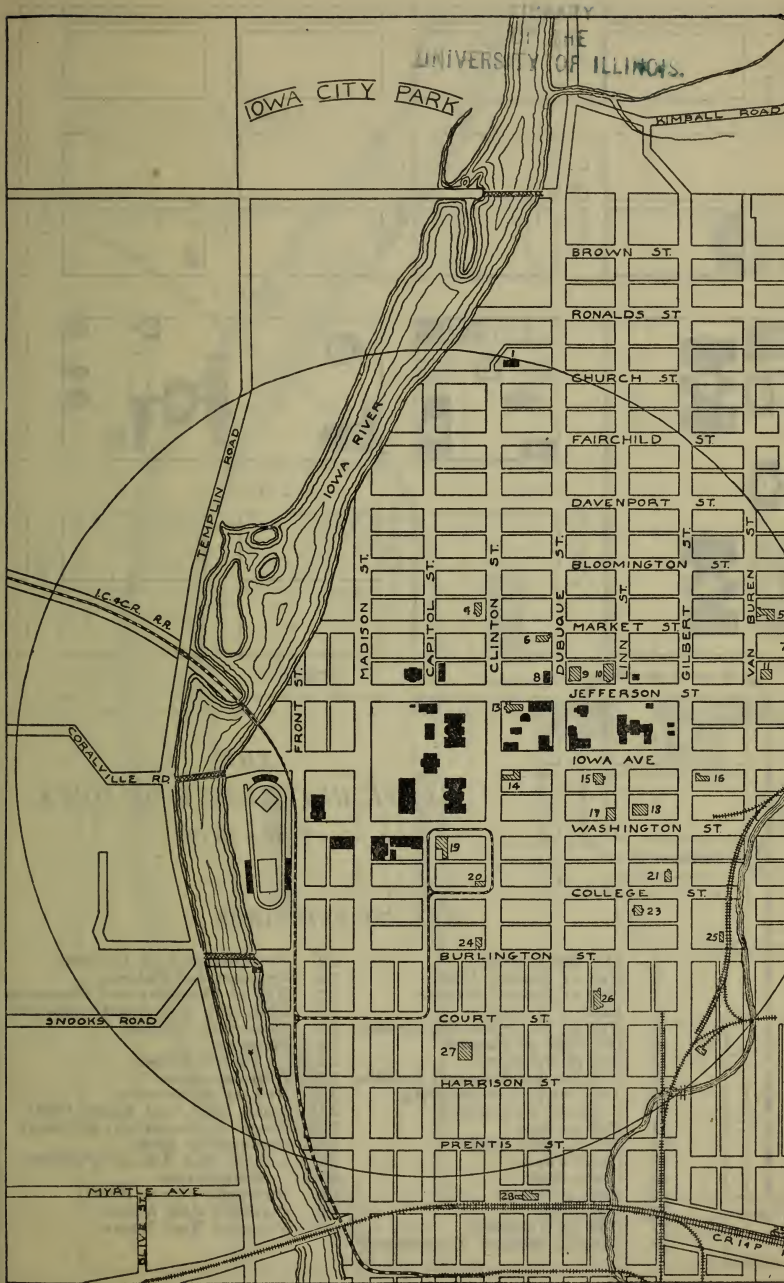 LIBRARY
THE
UNIVERSITY OF ILLINOIS.
IOWA CITY PARK
KIMBALL ROAD
BROWN ST.
RONALDS ST
1
CHURCH ST.
IOWA RIVER
TEMPLIN ROAD
FAIRCHILD ST
DAVENPORT ST.
BLOOMINGTON ST.
I.C.&C.R. R.R.
FRONT ST.
MADISON ST.
CAPITOL ST.
CLINTON ST.
DUBUQUE ST.
LINN ST.
GILBERT ST.
VAN BUREN ST
4
5
MARKET ST
6
7
8
9
10
JEFFERSON ST
13
CORALVILLE RD.
IOWA AVE
14
15
16
17
18
WASHINGTON ST.
19
20
21
COLLEGE ST.
23
24
25
BURLINGTON ST.
26
SNOOKS ROAD
COURT ST.
27
HARRISON ST
PRENTIS ST.
MYRTLE AVE.
OLIVE ST.
28
C.R.I & P